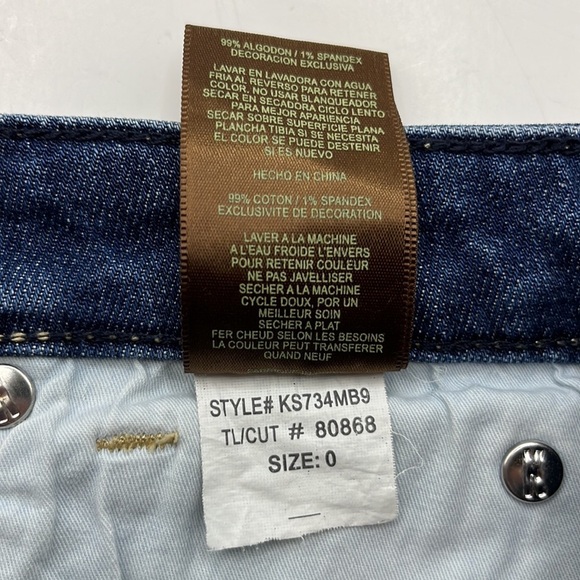 99% ALGODON / 1% SPANDEX
DECORACION EXCLUSIVA
LAVAR EN LAVADORA CON AGUA
FRIA AL REVERSO PARA RETENER
COLOR, NO USAR BLANQUEADOR
SECAR EN SECADORA CICLO LENTO
PARA MEJOR APARIENCIA
SECAR SOBRE SUPERFICIE PLANA
PLANCHA TIBIA SI ES NECESARIO
EL COLOR SE PUEDE DESTENIR
SI ES NUEVO
HECHO EN CHINA
99% COTON / 1% SPANDEX
EXCLUSIVITE DE DECORATION
LAVER A LA MACHINE
A L'EAU FROIDE L'ENVERS
POUR RETENIR COULEUR
NE PAS JAVELLISER
SECHER A LA MACHINE
CYCLE DOUX, POR UN
MEILLEUR SOIN
SECHER A PLAT
FER CHEUD SELON LES BESOINS
LA COULEUR PEUT TRANSFERER
QUAND NEUF
STYLE# KS734MB9
TL/CUT # 80868
SIZE: 0